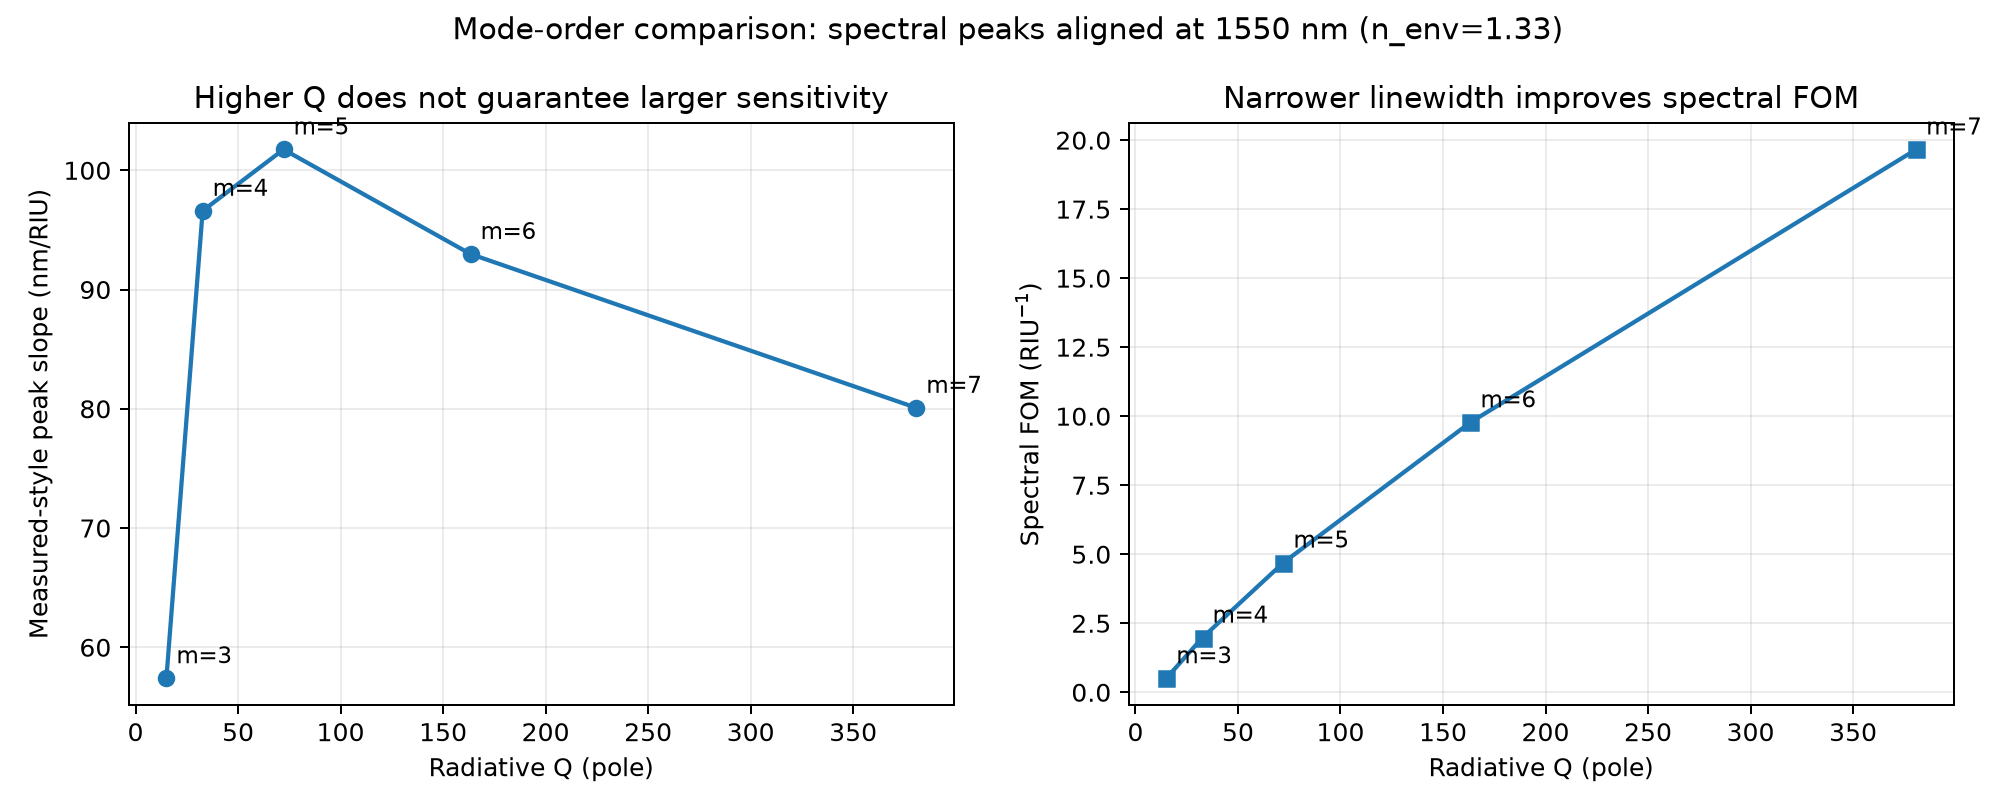 Mode-order comparison: spectral peaks aligned at 1550 nm (n_env=1.33)
Higher Q does not guarantee larger sensitivity
Measured-style peak slope (nm/RIU)
100
90
80
70
60
m=3
m=4
m=5
m=6
m=7
0
50
100
150
200
250
300
350
Radiative Q (pole)
Narrower linewidth improves spectral FOM
Spectral FOM (RIU⁻¹)
20.0
17.5
15.0
12.5
10.0
7.5
5.0
2.5
0.0
m=3
m=4
m=5
m=6
m=7
0
50
100
150
200
250
300
350
Radiative Q (pole)